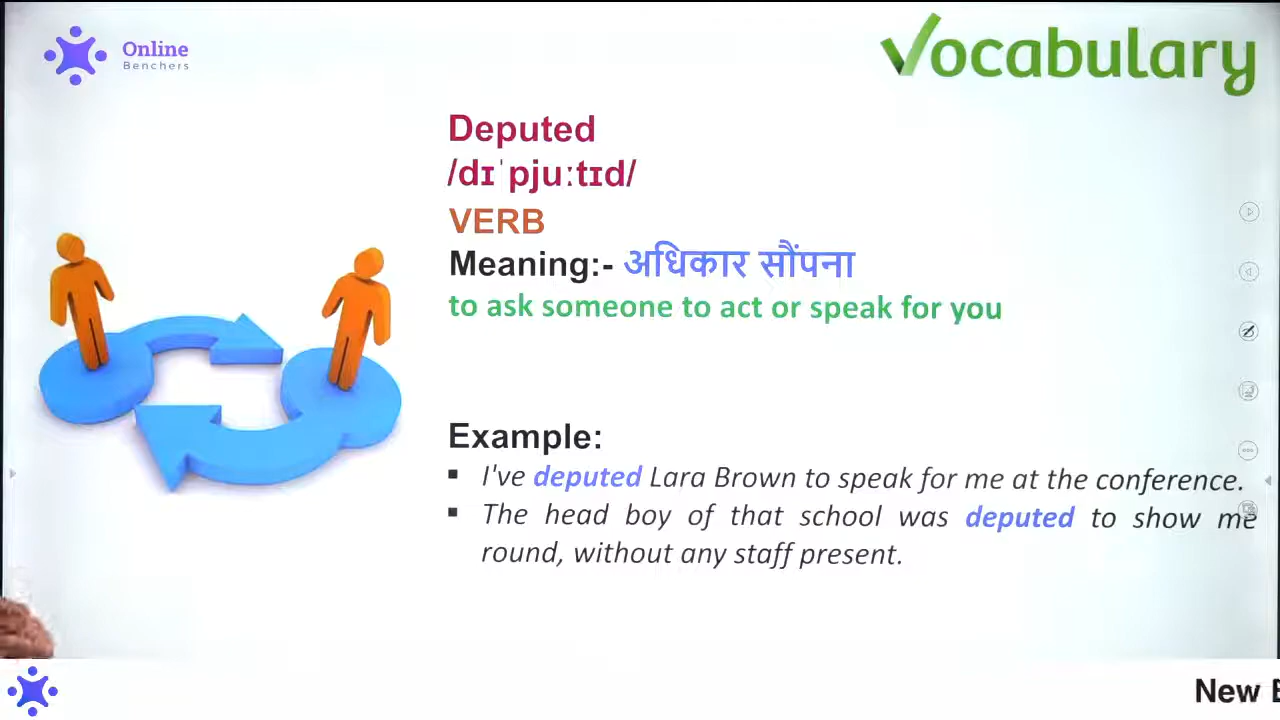 Online
Benchers
Vocabulary
Deputed
/dɪˈpjuːtɪd/
VERB
Meaning:- अधिकार सौंपना
to ask someone to act or speak for you
Example:
▪ I've deputed Lara Brown to speak for me at the conference.
▪ The head boy of that school was deputed to show me
round, without any staff present.
New